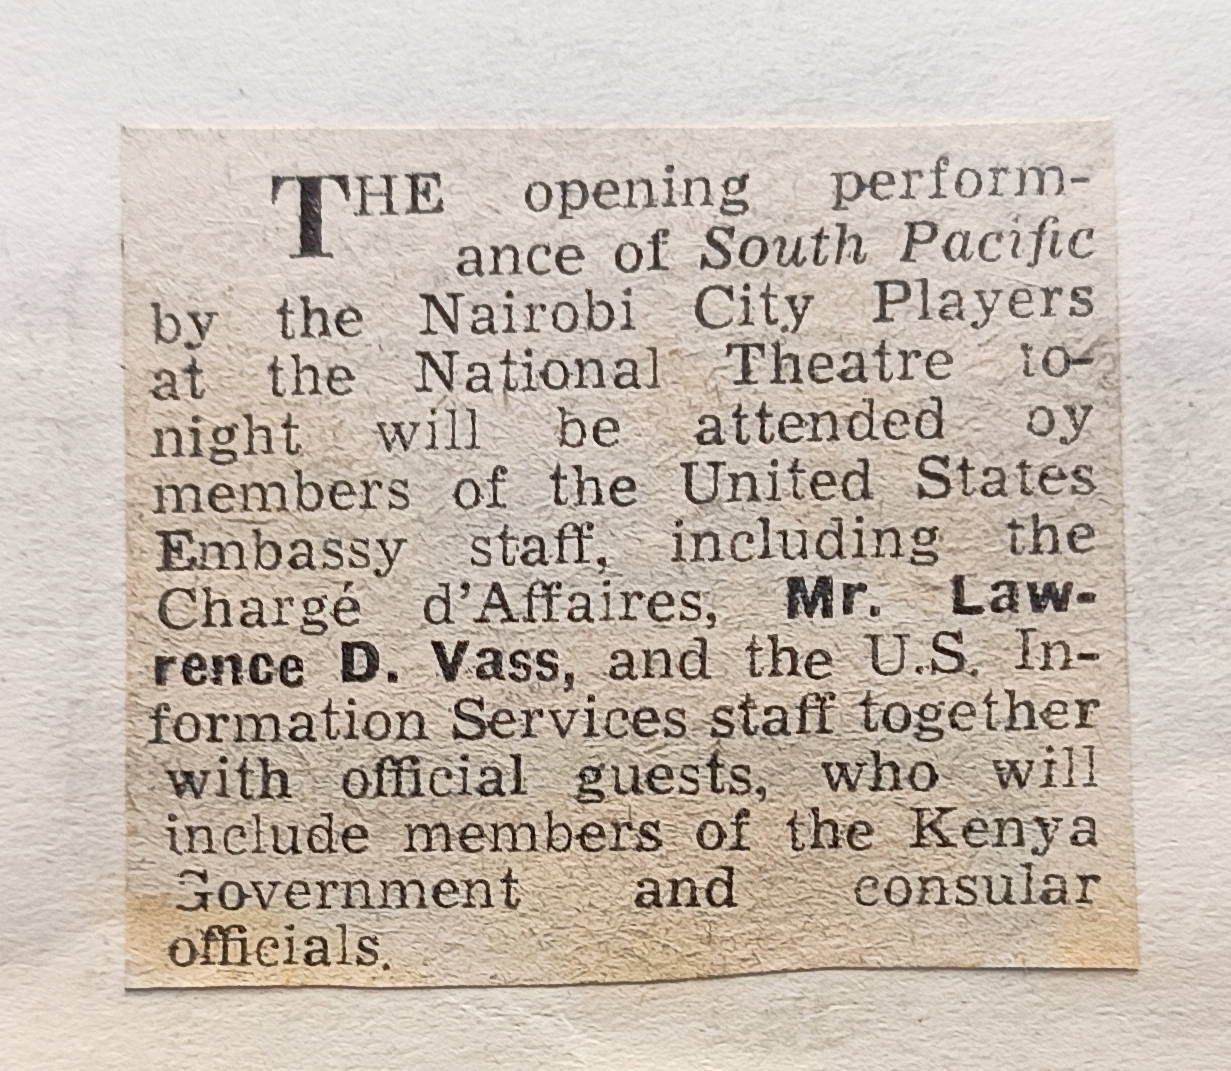 THE opening perform-
ance of South Pacific
by the Nairobi City Players
at the National Theatre to-
night will be attended by
members of the United States
Embassy staff, including the
Chargé d'Affaires, Mr. Law-
rence D. Vass, and the U.S. In-
formation Services staff together
with official guests, who will
include members of the Kenya
Government and consular
officials.